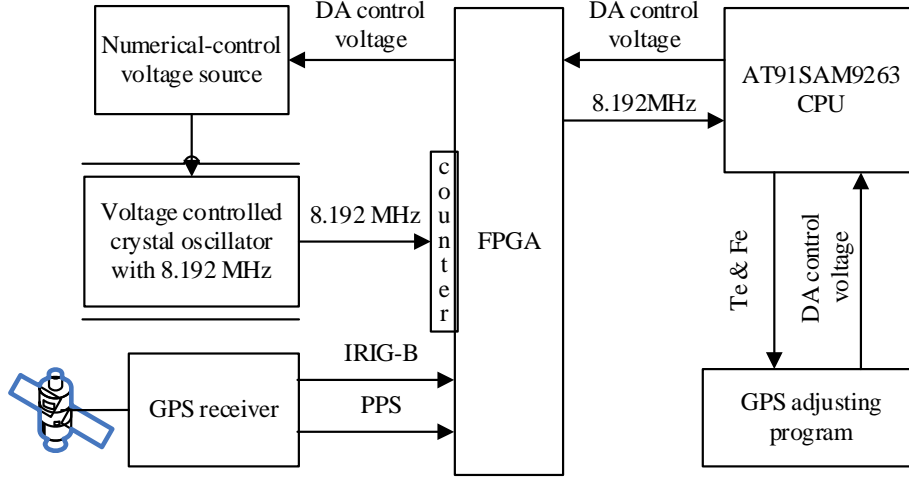 Numerical-control
voltage source
DA control
voltage
DA control
voltage
AT91SAM9263
CPU
8.192MHz
counter
Voltage controlled
crystal oscillator
with 8.192 MHz
8.192 MHz
FPGA
Te & Fe
DA control
voltage
IRIG-B
GPS receiver
PPS
GPS adjusting
program